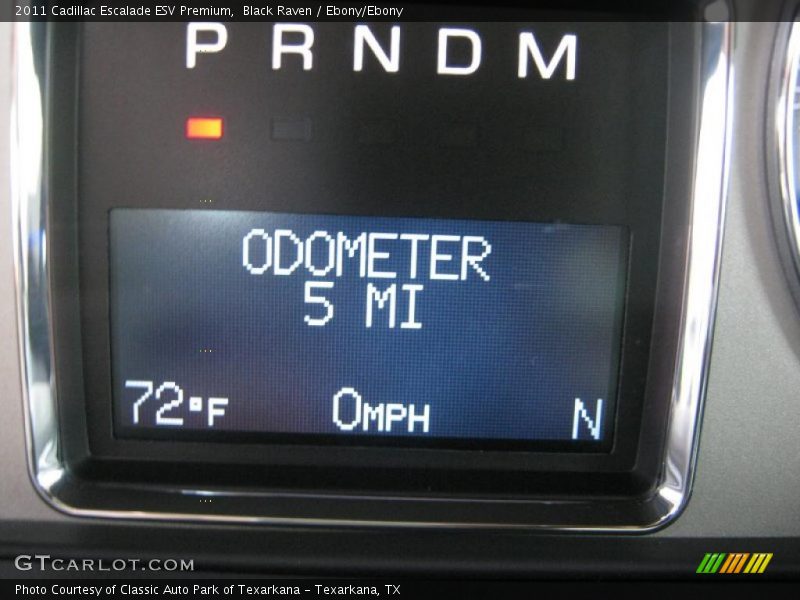 2011 Cadillac Escalade ESV Premium,  Black Raven / Ebony/Ebony
P R N D M
ODOMETER
5 MI
72°F 0MPH N
GTCARLOT.COM
Photo Courtesy of Classic Auto Park of Texarkana - Texarkana, TX